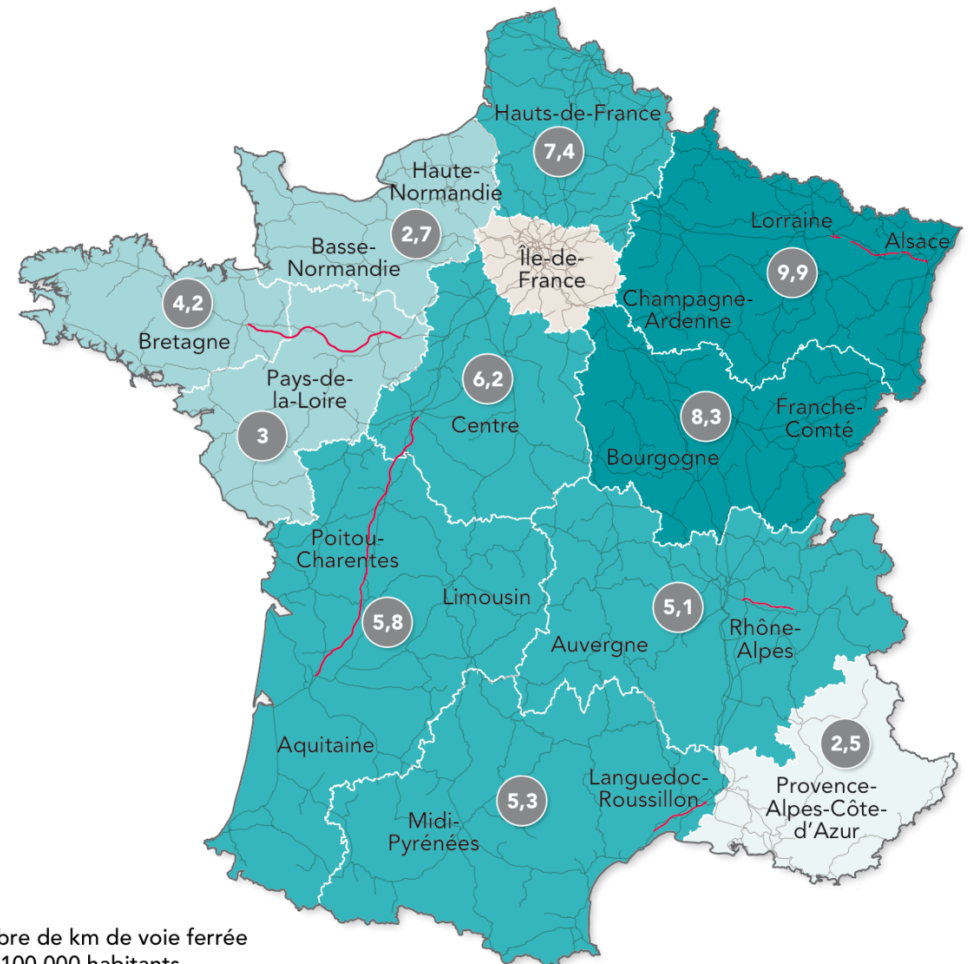 Hauts-de-France
7,4
Haute-
Normandie
2,7
Basse-
Normandie
Île-de-
France
Lorraine
Alsace
9,9
Champagne-
Ardenne
4,2
Bretagne
Pays-de-
la-Loire
3
6,2
Centre
8,3
Bourgogne
Franche-
Comté
Poitou-
Charentes
5,8
Limousin
5,1
Auvergne
Rhône-
Alpes
Aquitaine
5,3
Midi-
Pyrénées
Languedoc-
Roussillon
2,5
Provence-
Alpes-Côte-
d’Azur
de km de voie ferrée
100 000 habitants